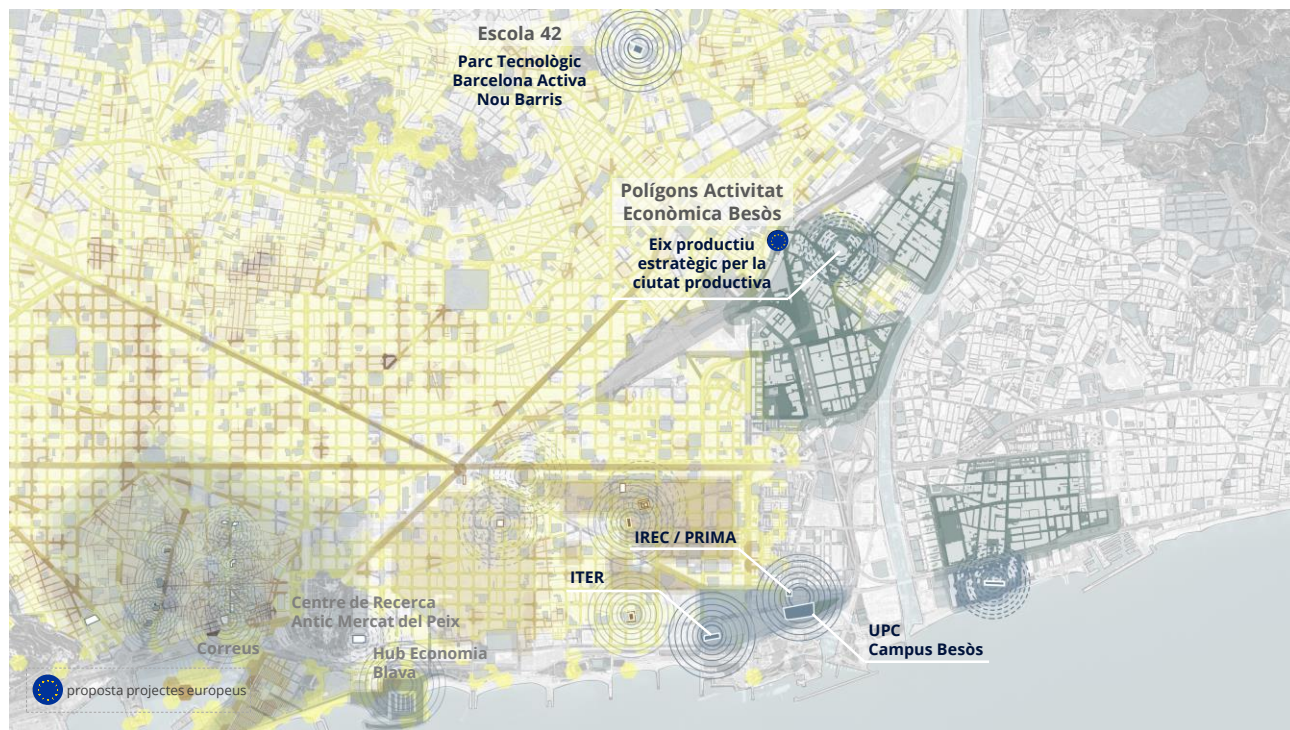 Escola 42
Parc Tecnològic
Barcelona Activa
Nou Barris
Polígons Activitat
Econòmica Besòs
Eix productiu
estratègic per la
ciutat productiva
IREC / PRIMA
ITER
Centre de Recerca
Antic Mercat del Peix
Correus
Hub Economia
Blava
UPC
Campus Besòs
proposta projectes europeus